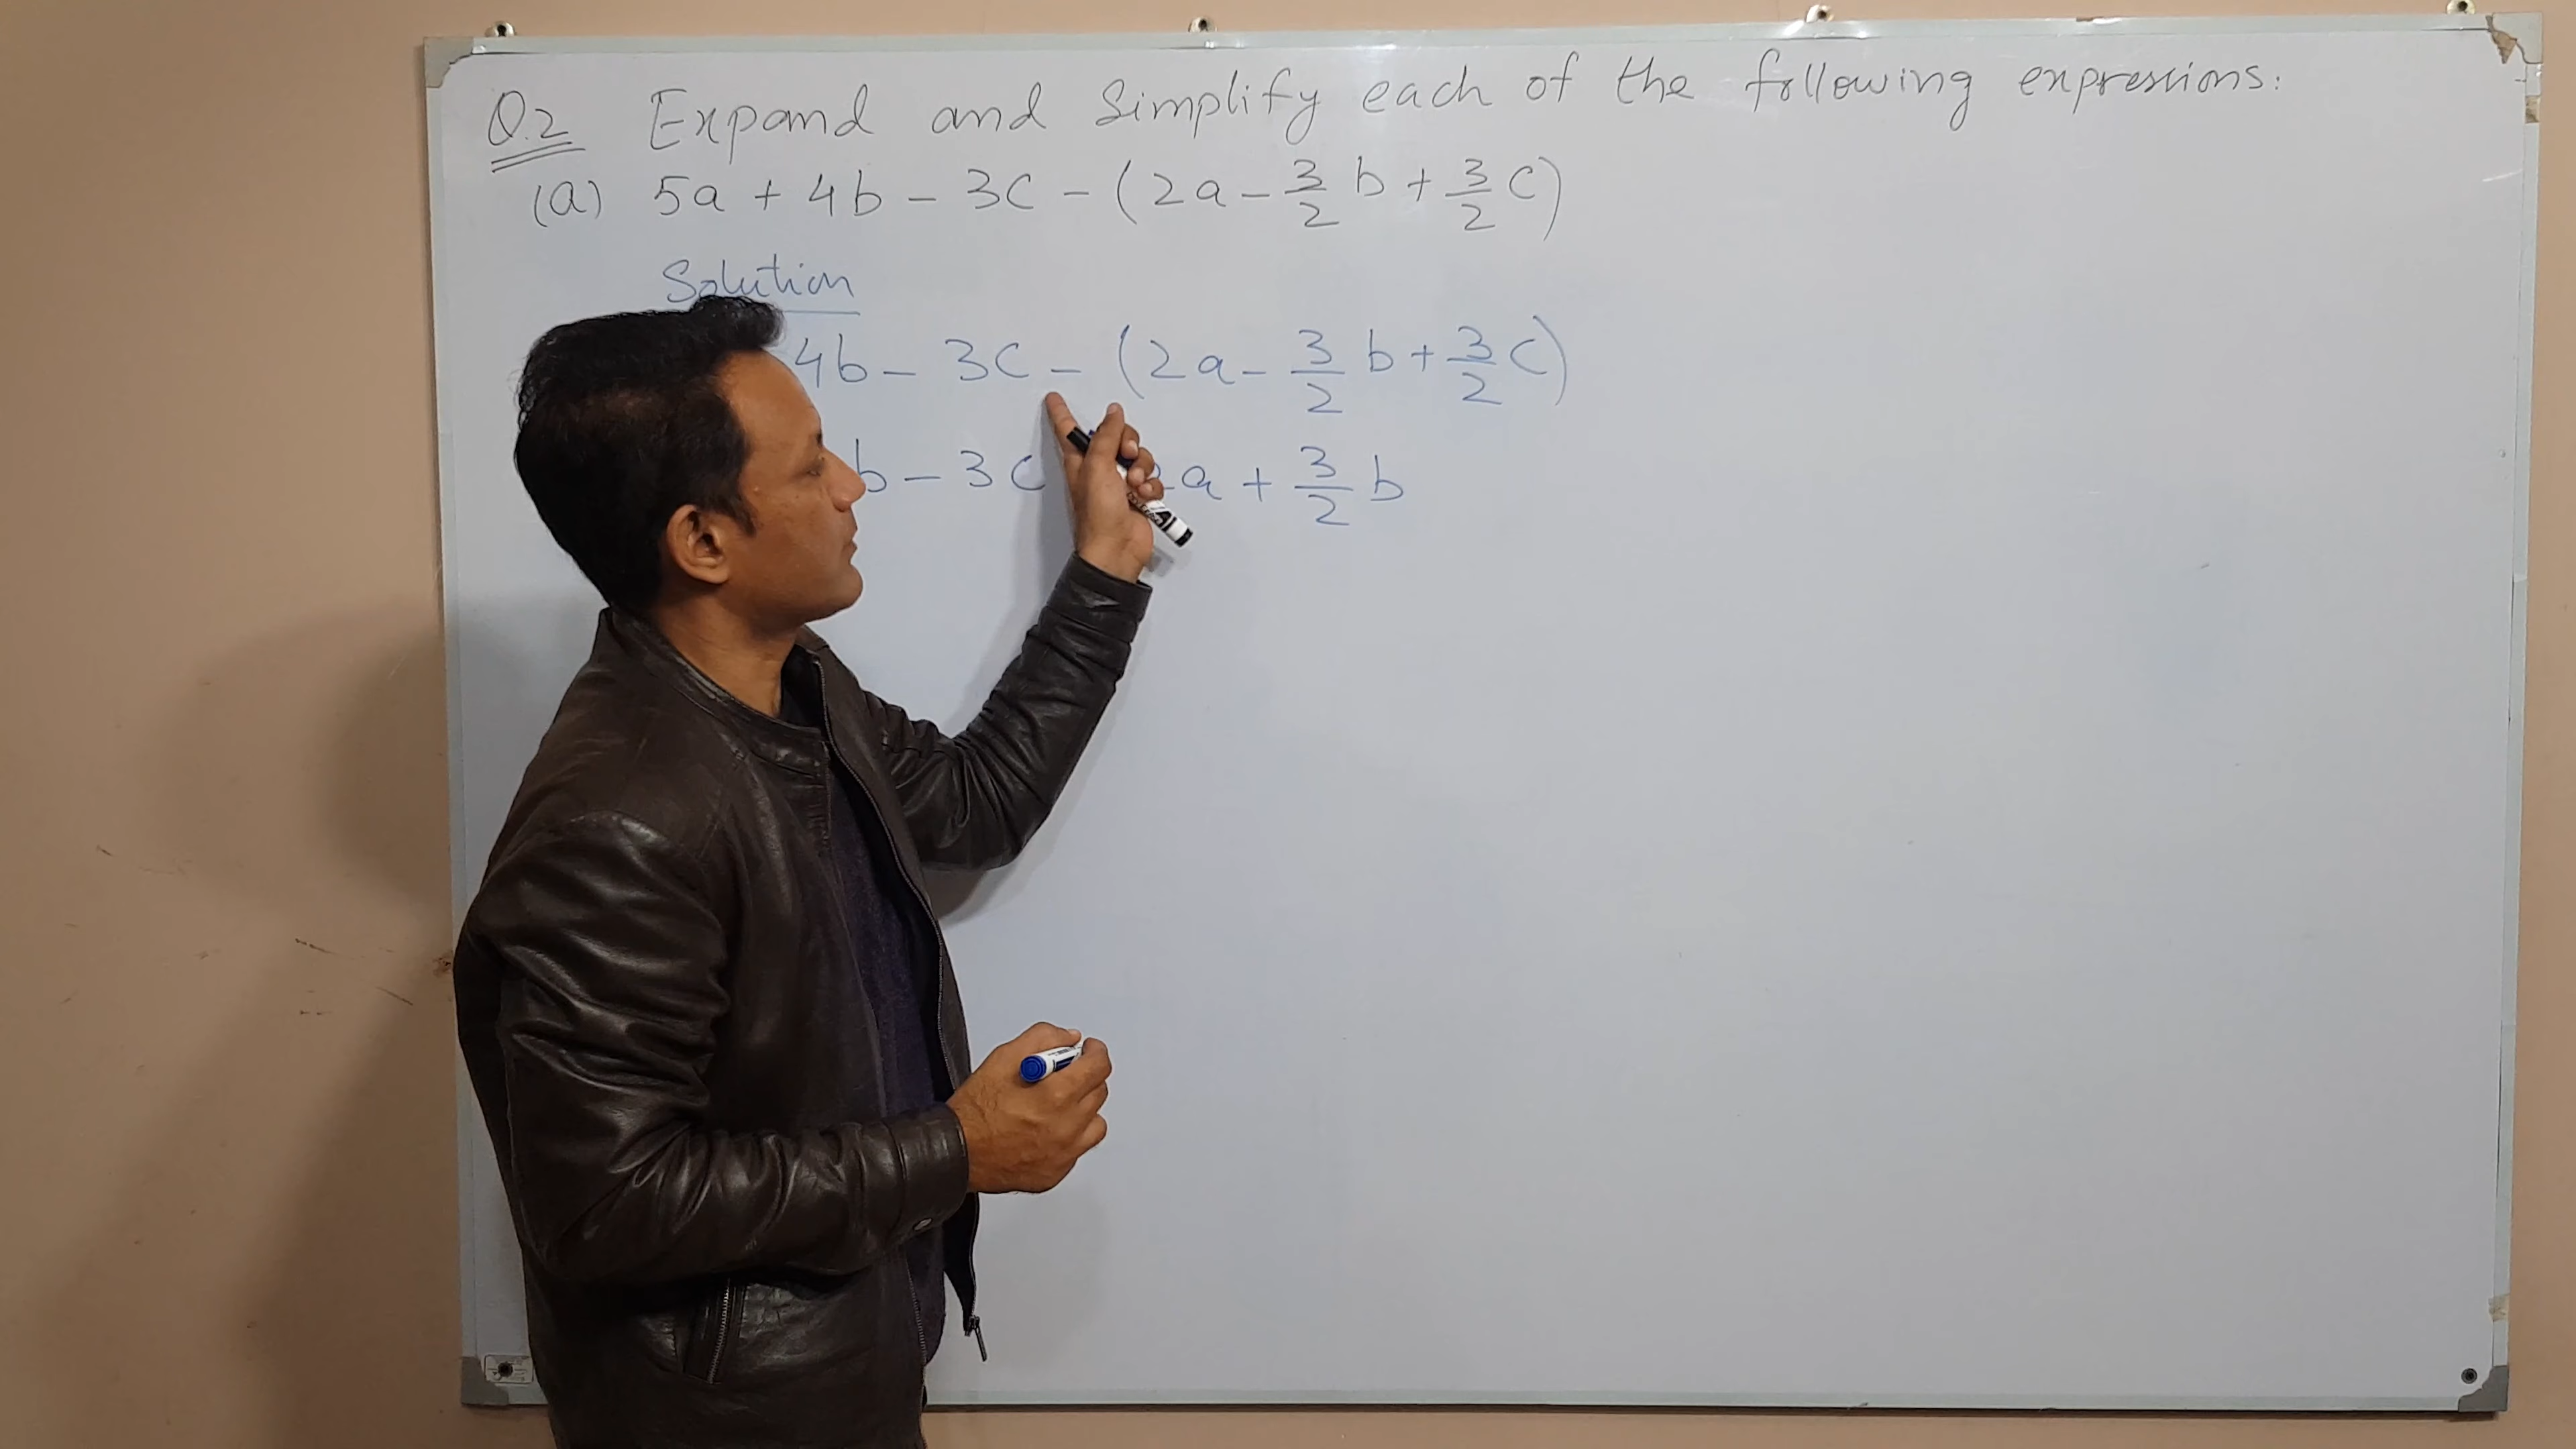 Q.2 Expand and Simplify each of the following expressions:
(a) 5a + 4b - 3c - (2a - 3/2 b + 3/2 c)
Solution
4b - 3c - (2a - 3/2 b + 3/2 c)
b - 3c 2a + 3/2 b